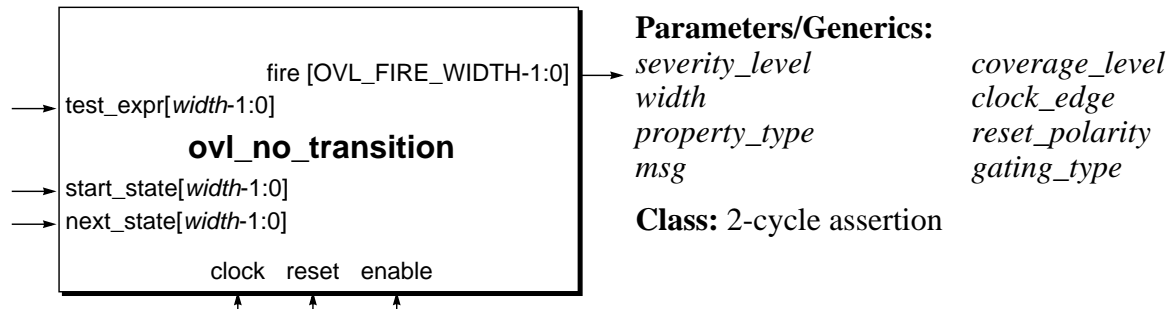 fire [OVL_FIRE_WIDTH-1:0]
test_expr[width-1:0]
ovl_no_transition
start_state[width-1:0]
next_state[width-1:0]
clock reset enable
Parameters/Generics:
severity_level coverage_level
width clock_edge
property_type reset_polarity
msg gating_type
Class: 2-cycle assertion